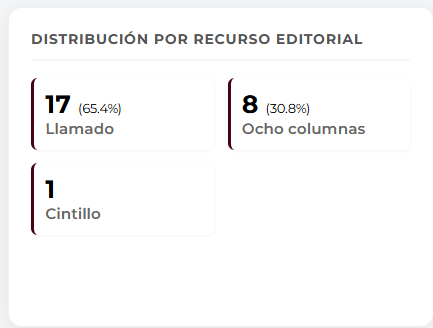 DISTRIBUCIÓN POR RECURSO EDITORIAL
17 (65.4%)
Llamado
8 (30.8%)
Ocho columnas
1
Cintillo